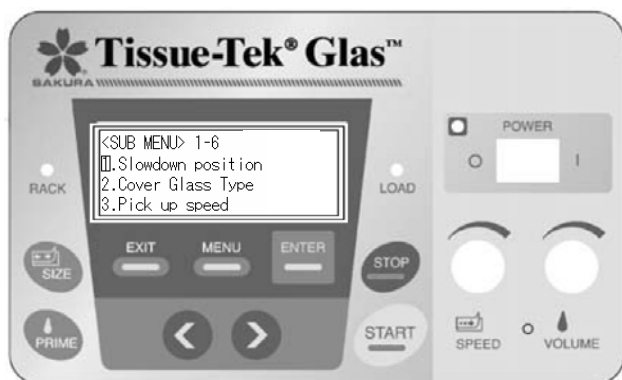 Tissue-Tek® Glas™
SAKURA
<SUB MENU> 1-6
1.Slowdown position
2.Cover Glass Type
3.Pick up speed
RACK
LOAD
EXIT
MENU
ENTER
SIZE
STOP
PRIME
START
POWER
O
I
SPEED
VOLUME